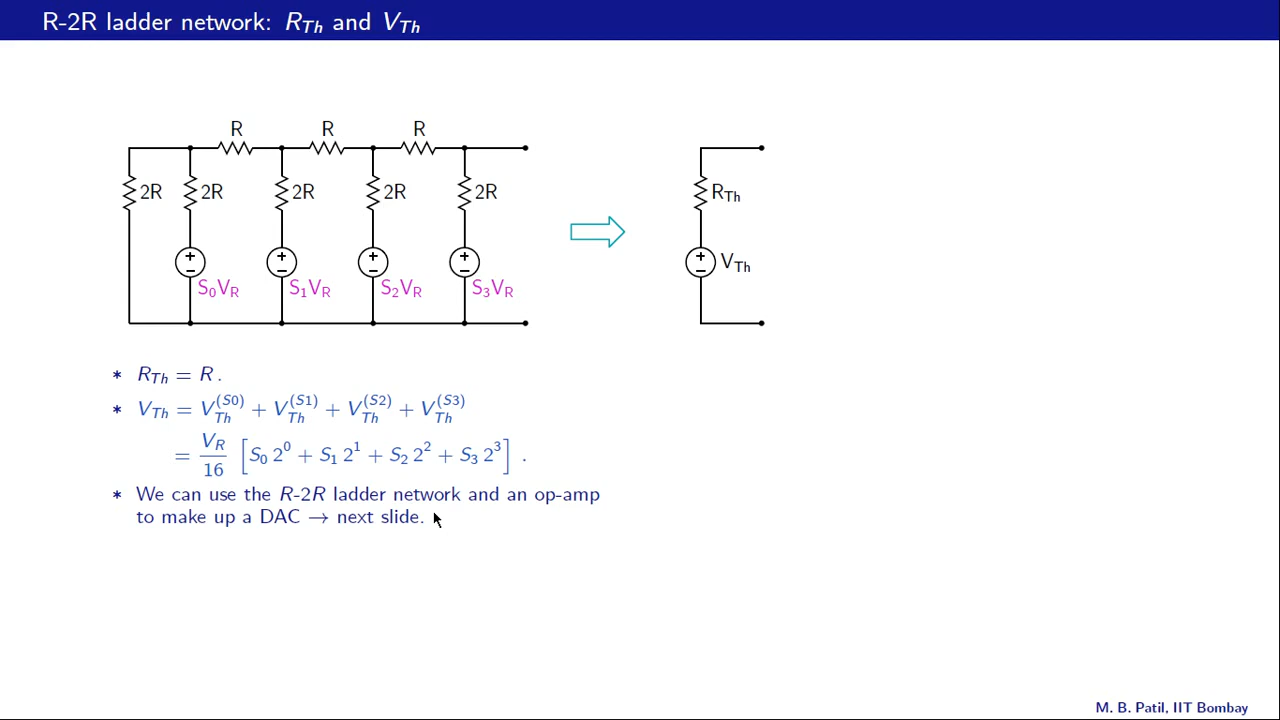 R-2R ladder network: R_Th and V_Th
R R R
2R 2R 2R 2R 2R
R_Th
V_Th
S₀V_R S₁V_R S₂V_R S₃V_R
* R_Th = R .
* V_Th = V_Th^(S0) + V_Th^(S1) + V_Th^(S2) + V_Th^(S3)
= V_R/16 [S₀ 2⁰ + S₁ 2¹ + S₂ 2² + S₃ 2³] .
* We can use the R-2R ladder network and an op-amp
to make up a DAC → next slide.
M. B. Patil, IIT Bombay